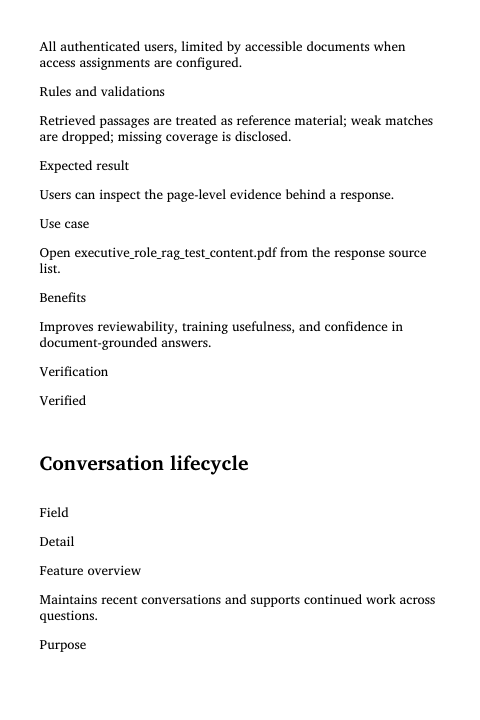 All authenticated users, limited by accessible documents when
access assignments are configured.
Rules and validations
Retrieved passages are treated as reference material; weak matches
are dropped; missing coverage is disclosed.
Expected result
Users can inspect the page-level evidence behind a response.
Use case
Open executive_role_rag_test_content.pdf from the response source
list.
Benefits
Improves reviewability, training usefulness, and confidence in
document-grounded answers.
Verification
Verified
Conversation lifecycle
Field
Detail
Feature overview
Maintains recent conversations and supports continued work across
questions.
Purpose